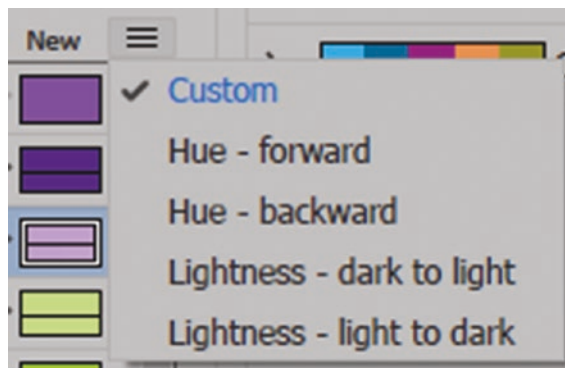 New
Custom
Hue - forward
Hue - backward
Lightness - dark to light
Lightness - light to dark